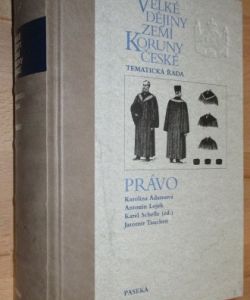 VELKÉ
DĚJINY
ZEMÍ
KORUNY
ČESKÉ
TEMATICKÁ ŘADA
PRÁVO
Karolina Adamová
Antonín Lojek
Karel Schelle (ed.)
Jaromír Tauchen
PASEKA